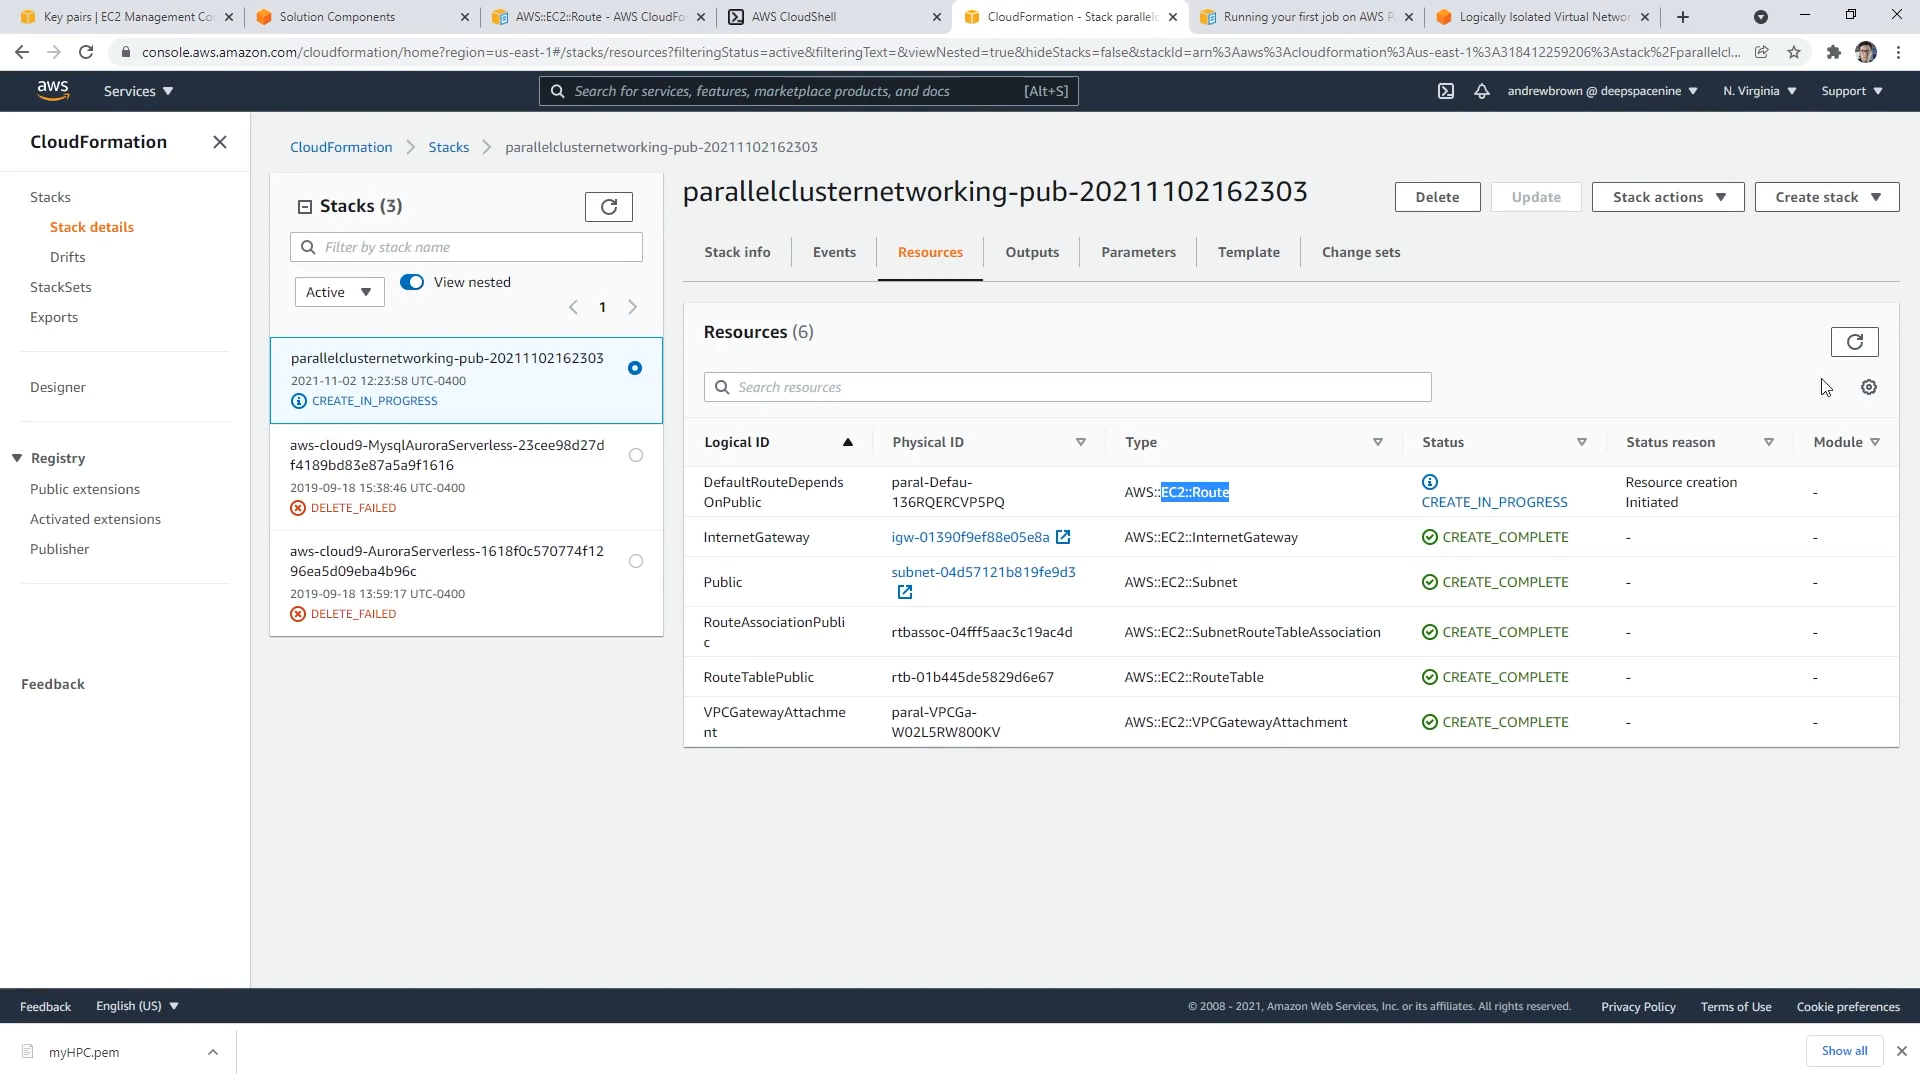 Key pairs | EC2 Management Co
Solution Components
AWS::EC2::Route - AWS CloudFo
AWS CloudShell
CloudFormation - Stack parallelc
Running your first job on AWS P
Logically Isolated Virtual Networ
console.aws.amazon.com/cloudformation/home?region=us-east-1#/stacks/resources?filteringStatus=active&filteringText=&viewNested=true&hideStacks=false&stackId=arn%3Aaws%3Acloudformation%3Aus-east-1%3A318412259206%3Astack%2Fparallelcl...
aws
Services
Search for services, features, marketplace products, and docs
[Alt+S]
andrewbrown @ deepspacenine
N. Virginia
Support
CloudFormation
Stacks
Stack details
Drifts
StackSets
Exports
Designer
Registry
Public extensions
Activated extensions
Publisher
Feedback
CloudFormation
Stacks
parallelclusternetworking-pub-20211102162303
Stacks (3)
Filter by stack name
Active
View nested
1
parallelclusternetworking-pub-20211102162303
2021-11-02 12:23:58 UTC-0400
CREATE_IN_PROGRESS
aws-cloud9-MysqlAuroraServerless-23cee98d27d
f4189bd83e87a5a9f1616
2019-09-18 15:38:46 UTC-0400
DELETE_FAILED
aws-cloud9-AuroraServerless-1618f0c570774f12
96ea5d09eba4b96c
2019-09-18 13:59:17 UTC-0400
DELETE_FAILED
parallelclusternetworking-pub-20211102162303
Delete
Update
Stack actions
Create stack
Stack info
Events
Resources
Outputs
Parameters
Template
Change sets
Resources (6)
Search resources
Logical ID
Physical ID
Type
Status
Status reason
Module
DefaultRouteDepends
OnPublic
paral-Defau-
136RQERCVP5PQ
AWS::EC2::Route
CREATE_IN_PROGRESS
Resource creation
Initiated
-
InternetGateway
igw-01390f9ef88e05e8a
AWS::EC2::InternetGateway
CREATE_COMPLETE
-
-
Public
subnet-04d57121b819fe9d3
AWS::EC2::Subnet
CREATE_COMPLETE
-
-
RouteAssociationPubli
c
rtbassoc-04fff5aac3c19ac4d
AWS::EC2::SubnetRouteTableAssociation
CREATE_COMPLETE
-
-
RouteTablePublic
rtb-01b445de5829d6e67
AWS::EC2::RouteTable
CREATE_COMPLETE
-
-
VPCGatewayAttachme
nt
paral-VPCGa-
W02L5RW800KV
AWS::EC2::VPCGatewayAttachment
CREATE_COMPLETE
-
-
Feedback
English (US)
© 2008 - 2021, Amazon Web Services, Inc. or its affiliates. All rights reserved.
Privacy Policy
Terms of Use
Cookie preferences
myHPC.pem
Show all